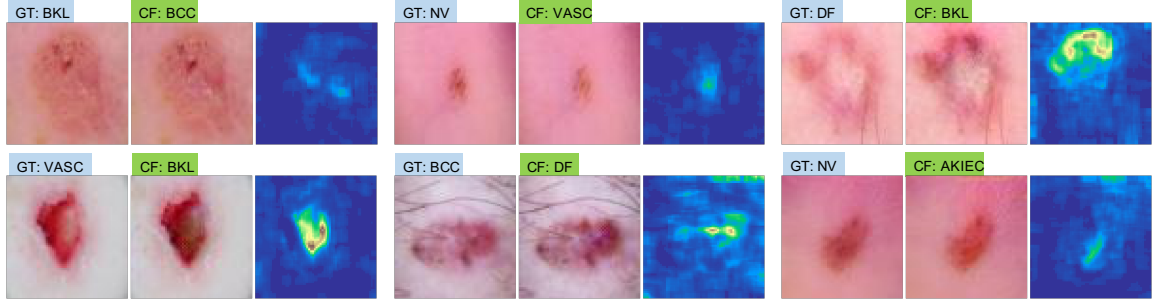 GT: BKL
CF: BCC
GT: NV
CF: VASC
GT: DF
CF: BKL
GT: VASC
CF: BKL
GT: BCC
CF: DF
GT: NV
CF: AKIEC